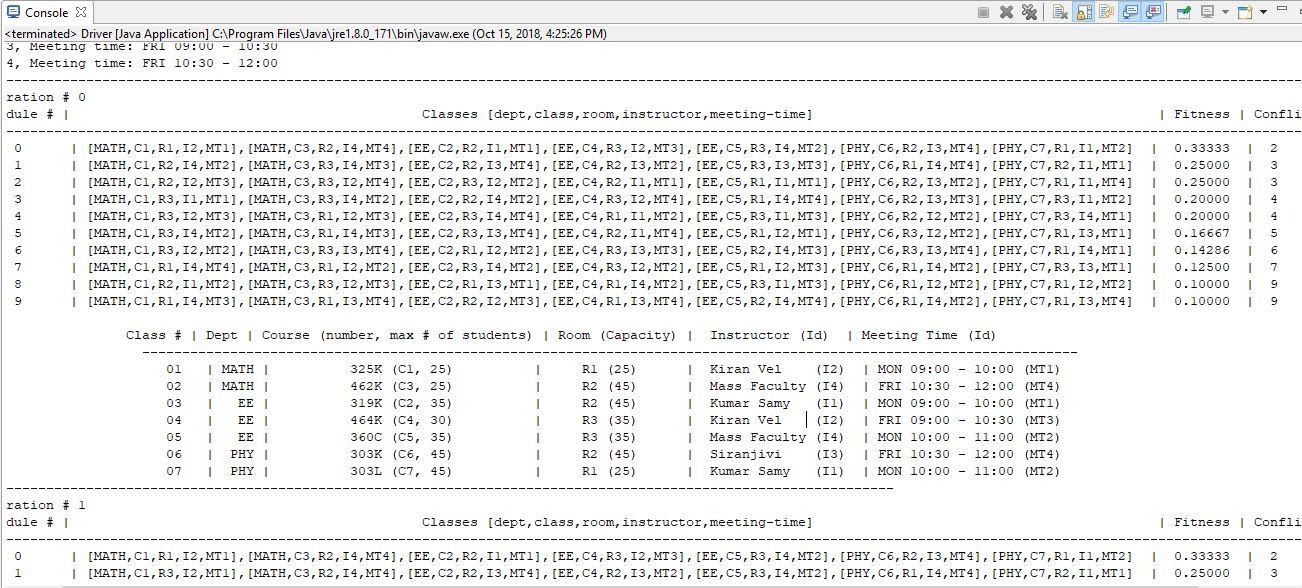 Console
<terminated> Driver [Java Application] C:\Program Files\Java\jre1.8.0_171\bin\javaw.exe (Oct 15, 2018, 4:25:26 PM)
3, Meeting time: FRI 09:00 - 10:30
4, Meeting time: FRI 10:30 - 12:00
ration # 0
dule # | Classes [dept,class,room,instructor,meeting-time] | Fitness | Confli
0 | [MATH,C1,R1,I2,MT1],[MATH,C3,R2,I4,MT4],[EE,C2,R2,I1,MT1],[EE,C4,R3,I2,MT3],[EE,C5,R3,I4,MT2],[PHY,C6,R2,I3,MT4],[PHY,C7,R1,I1,MT2] | 0.33333 | 2
1 | [MATH,C1,R2,I2,MT1],[MATH,C3,R3,I4,MT2],[EE,C2,R3,I4,MT4],[EE,C4,R2,I3,MT2],[EE,C5,R3,I3,MT3],[PHY,C6,R1,I3,MT4],[PHY,C7,R3,I1,MT1] | 0.25000 | 3
2 | [MATH,C1,R2,I2,MT3],[MATH,C3,R3,I2,MT4],[EE,C2,R3,I2,MT2],[EE,C4,R2,I1,MT1],[EE,C5,R1,I1,MT1],[PHY,C6,R2,I3,MT2],[PHY,C7,R1,I1,MT4] | 0.25000 | 3
3 | [MATH,C1,R3,I1,MT4],[MATH,C3,R1,I2,MT2],[EE,C2,R2,I4,MT2],[EE,C4,R2,I3,MT2],[EE,C5,R3,I4,MT1],[PHY,C6,R1,I4,MT2],[PHY,C7,R3,I1,MT1] | 0.20000 | 4
4 | [MATH,C1,R3,I2,MT3],[MATH,C3,R1,I2,MT3],[EE,C2,R3,I4,MT4],[EE,C4,R1,I1,MT2],[EE,C5,R3,I1,MT3],[PHY,C6,R2,I2,MT2],[PHY,C7,R3,I1,MT4] | 0.20000 | 4
5 | [MATH,C1,R3,I4,MT2],[MATH,C3,R1,I4,MT3],[EE,C2,R3,I4,MT3],[EE,C4,R1,I2,MT1],[EE,C5,R1,I2,MT1],[PHY,C6,R3,I3,MT2],[PHY,C7,R1,I1,MT4] | 0.16667 | 5
6 | [MATH,C1,R3,I2,MT2],[MATH,C3,R3,I3,MT4],[EE,C2,R1,I2,MT2],[EE,C4,R3,I3,MT3],[EE,C5,R2,I4,MT3],[PHY,C6,R3,I3,MT4],[PHY,C7,R1,I4,MT1] | 0.14286 | 6
7 | [MATH,C1,R1,I4,MT4],[MATH,C3,R1,I2,MT2],[EE,C2,R3,I4,MT2],[EE,C4,R2,I1,MT2],[EE,C5,R1,I4,MT1],[PHY,C6,R1,I4,MT2],[PHY,C7,R3,I1,MT3] | 0.12500 | 7
8 | [MATH,C1,R1,I2,MT3],[MATH,C3,R1,I2,MT3],[EE,C2,R2,I1,MT3],[EE,C4,R1,I2,MT2],[EE,C5,R3,I1,MT3],[PHY,C6,R1,I4,MT2],[PHY,C7,R1,I1,MT2] | 0.10000 | 9
9 | [MATH,C1,R1,I4,MT3],[MATH,C3,R1,I3,MT4],[EE,C2,R2,I2,MT3],[EE,C4,R3,I3,MT4],[EE,C5,R2,I4,MT4],[PHY,C6,R1,I4,MT2],[PHY,C7,R1,I3,MT4] | 0.10000 | 9
Class # | Dept | Course (number, max # of students) | Room (Capacity) | Instructor (Id) | Meeting Time (Id)
01 | MATH | 325K (C1, 25) | R1 (25) | Kiran Vel (I2) | MON 09:00 - 10:00 (MT1)
02 | MATH | 462K (C3, 25) | R2 (45) | Mass Faculty (I4) | FRI 10:30 - 12:00 (MT4)
03 | EE | 319K (C2, 35) | R2 (45) | Kumar Samy (I1) | MON 09:00 - 10:00 (MT1)
04 | EE | 464K (C4, 30) | R3 (35) | Kiran Vel (I2) | FRI 09:00 - 10:30 (MT3)
05 | EE | 360C (C5, 35) | R3 (35) | Mass Faculty (I4) | MON 10:00 - 11:00 (MT2)
06 | PHY | 303K (C6, 45) | R2 (45) | Siranjivi (I3) | FRI 10:30 - 12:00 (MT4)
07 | PHY | 303L (C7, 45) | R1 (25) | Kumar Samy (I1) | MON 10:00 - 11:00 (MT2)
ration # 1
dule # | Classes [dept,class,room,instructor,meeting-time] | Fitness | Confli
0 | [MATH,C1,R1,I2,MT1],[MATH,C3,R2,I4,MT4],[EE,C2,R2,I1,MT1],[EE,C4,R3,I2,MT3],[EE,C5,R3,I4,MT2],[PHY,C6,R2,I3,MT4],[PHY,C7,R1,I1,MT2] | 0.33333 | 2
1 | [MATH,C1,R3,I2,MT1],[MATH,C3,R2,I4,MT4],[EE,C2,R3,I2,MT2],[EE,C4,R2,I3,MT2],[EE,C5,R3,I4,MT3],[PHY,C6,R1,I4,MT4],[PHY,C7,R2,I1,MT1] | 0.25000 | 3